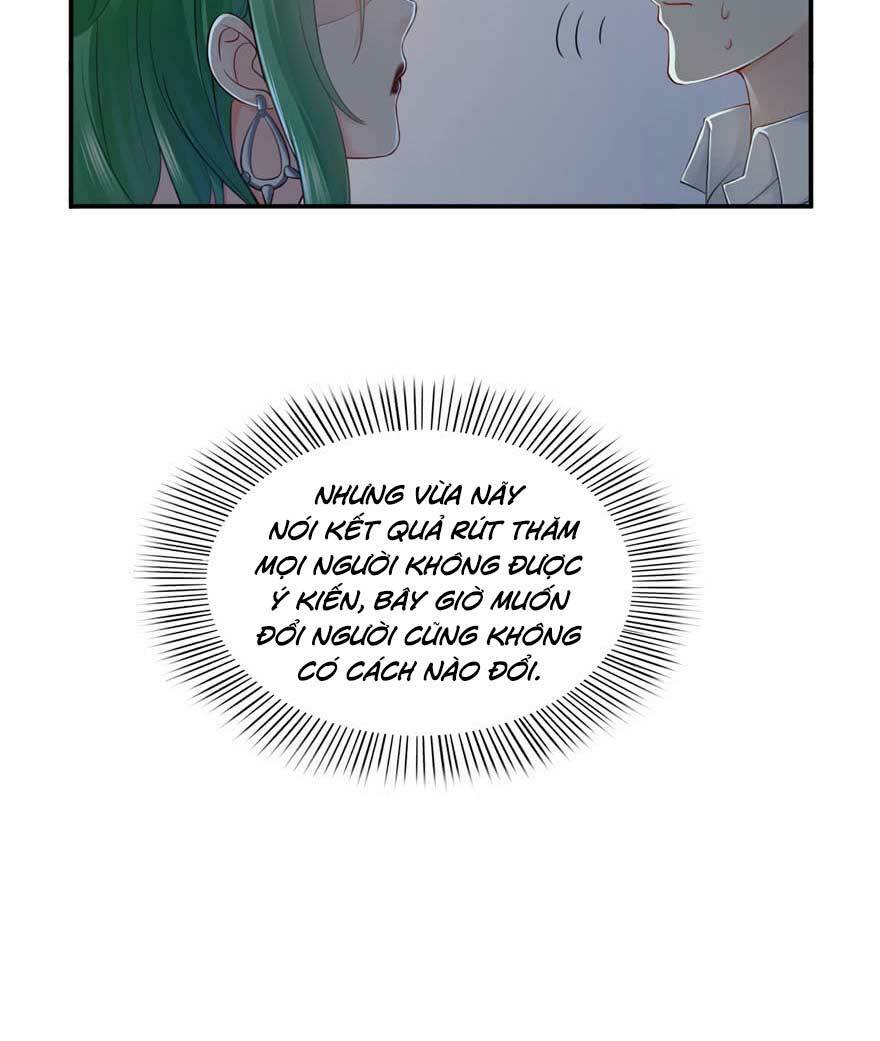 NHƯNG VỪA NÃY
NÓI KẾT QUẢ RÚT THĂM
MỌI NGƯỜI KHÔNG ĐƯỢC
Ý KIẾN, BÂY GIỜ MUỐN
ĐỔI NGƯỜI CŨNG KHÔNG
CÓ CÁCH NÀO ĐỔI.